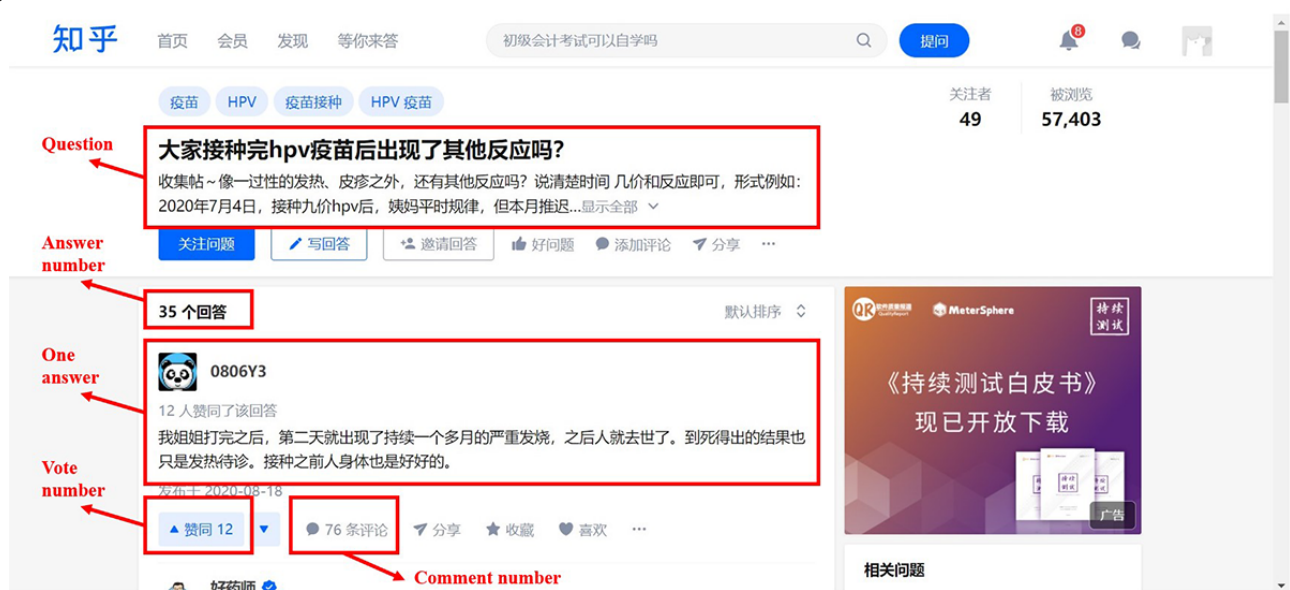 知乎 首页 会员 发现 等你来答 初级会计考试可以自学吗 提问 8
疫苗 HPV 疫苗接种 HPV 疫苗
关注者 被浏览
49 57,403
Question
大家接种完hpv疫苗后出现了其他反应吗?
收集帖~像一过性的发热、皮疹之外，还有其他反应吗？说清楚时间 几价和反应即可，形式例如：
2020年7月4日，接种九价hpv后，姨妈平时规律，但本月推迟...显示全部
Answer
number
关注问题 写回答 邀请回答 好问题 添加评论 分享 ···
35 个回答 默认排序
One
answer
0806Y3
12 人赞同了该回答
我姐姐打完之后，第二天就出现了持续一个多月的严重发烧，之后人就去世了。到死得出的结果也
只是发热待诊。接种之前人身体也是好好的。
发布于 2020-08-18
Vote
number
赞同 12 76 条评论 分享 收藏 喜欢 ···
Comment number
好药师
QR
MeterSphere
持续
测试
《持续测试白皮书》
现已开放下载
广告
相关问题